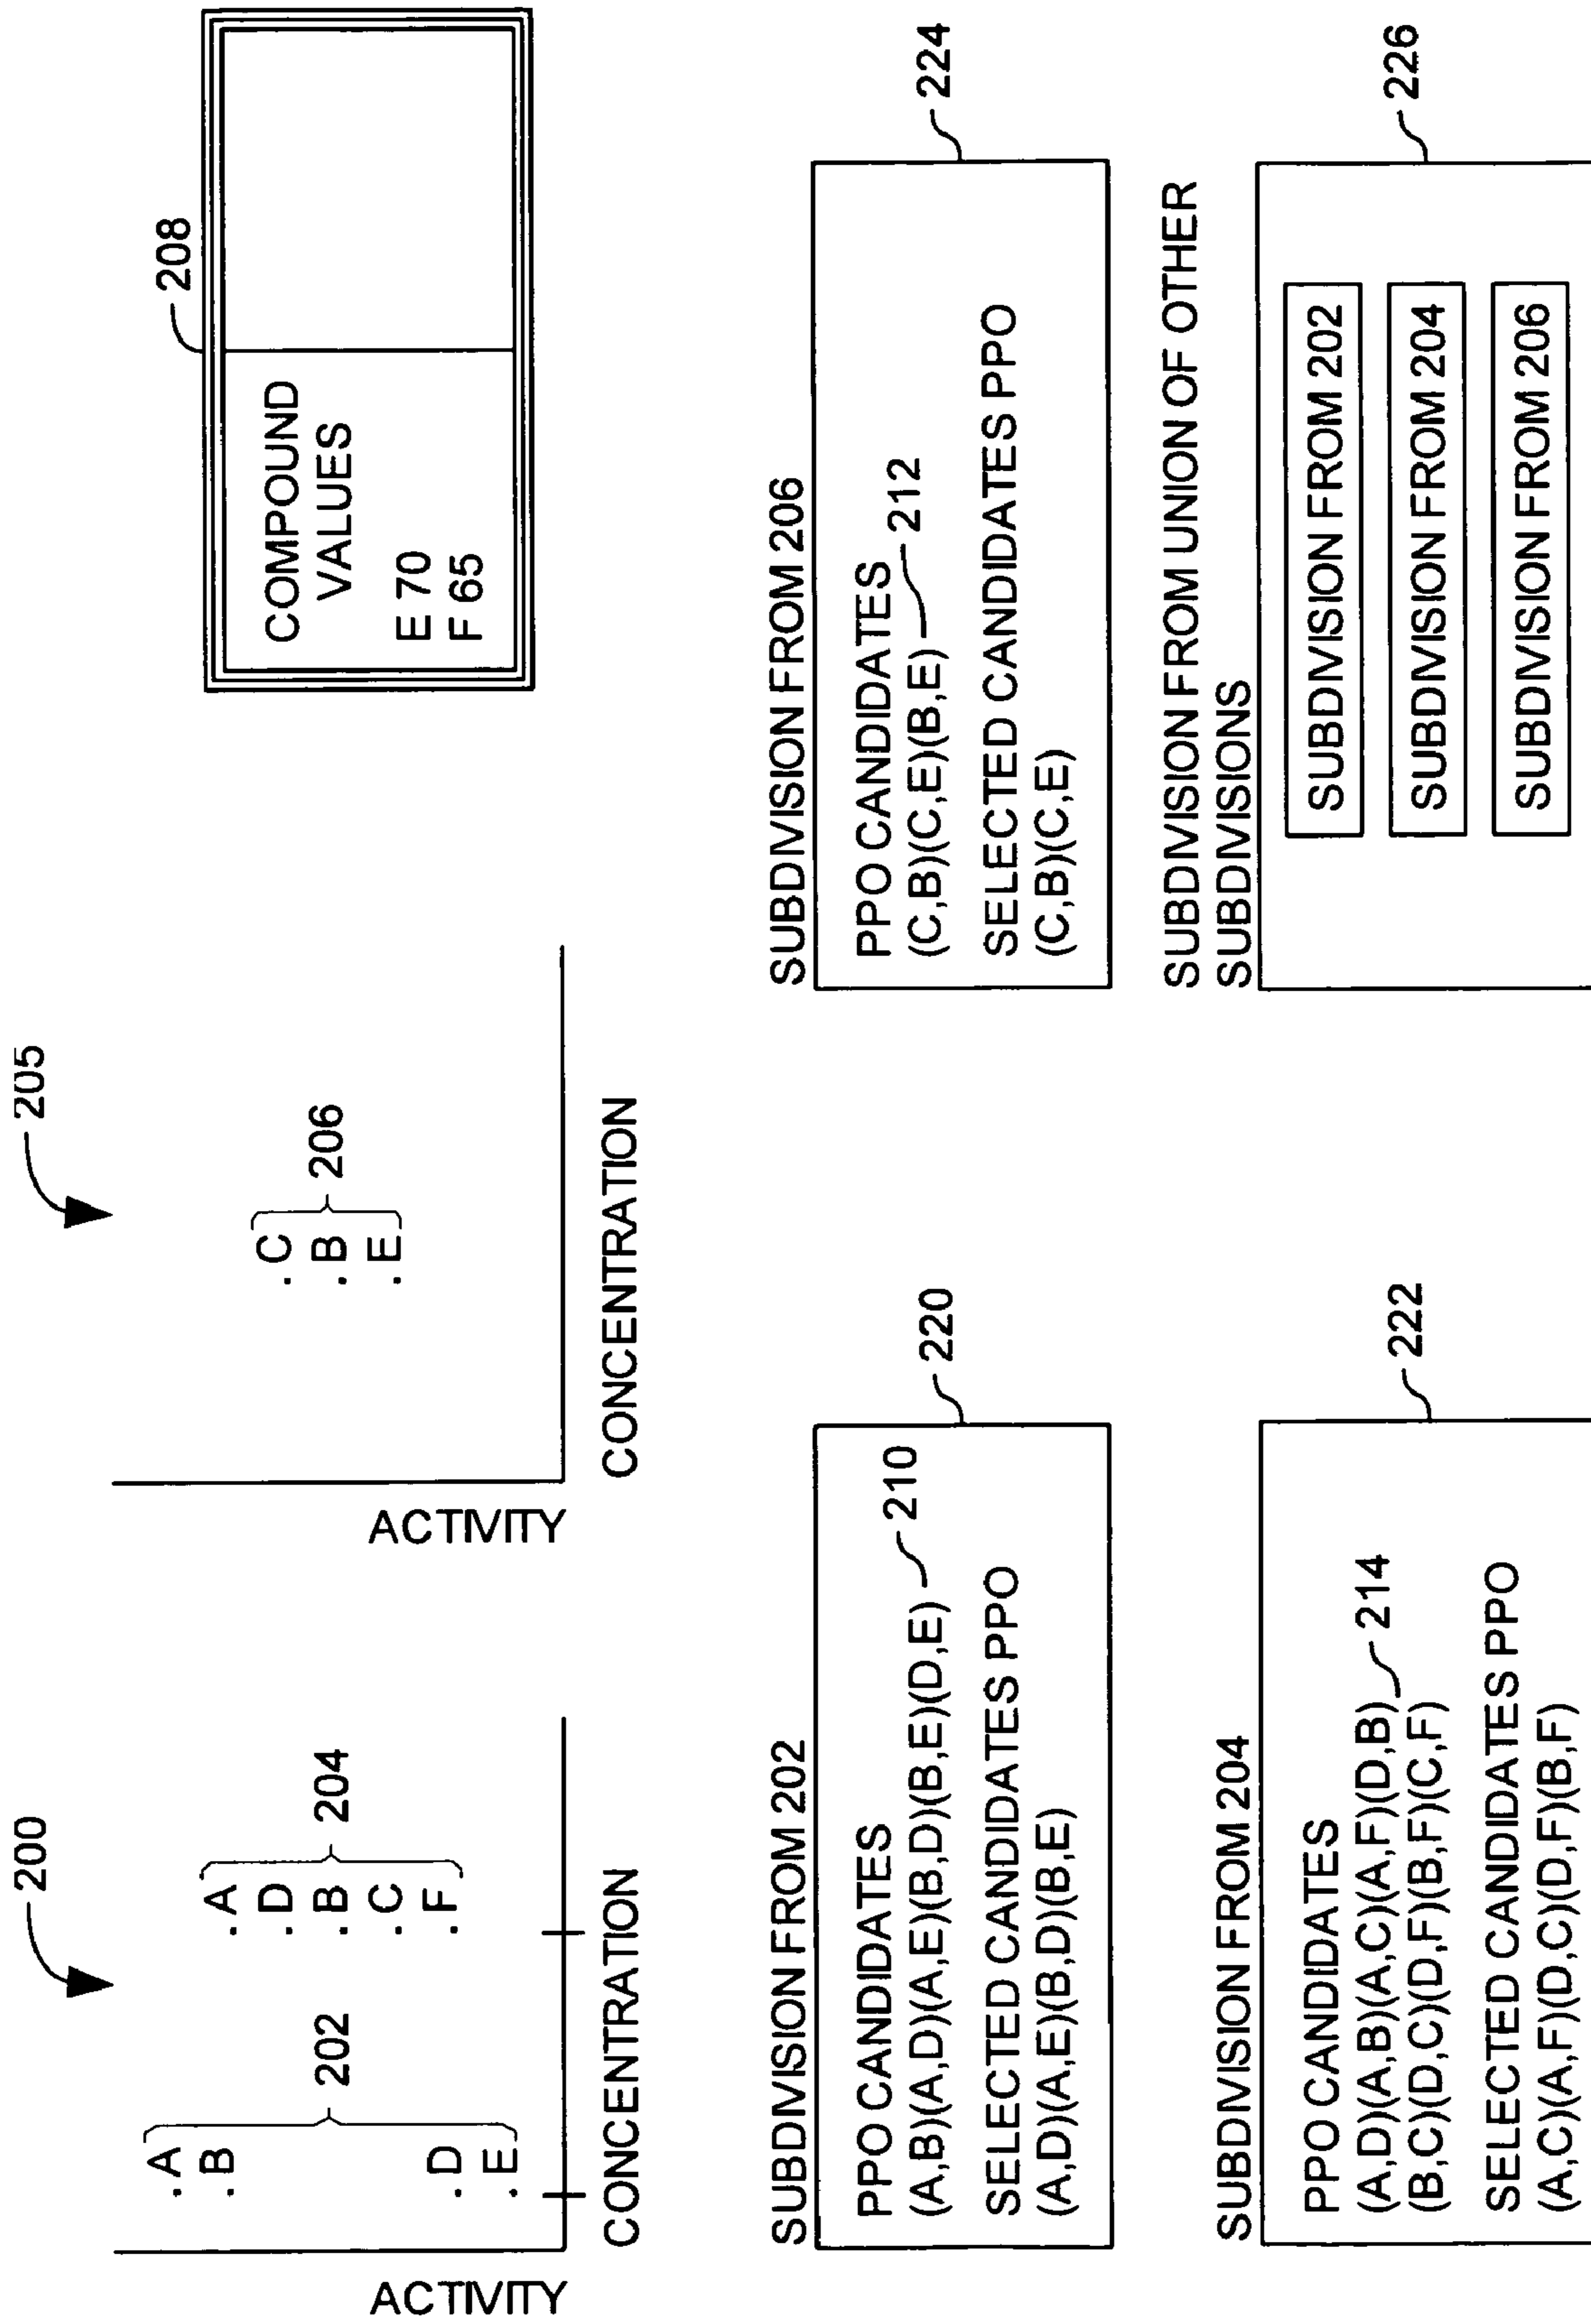 200
ACTIVITY
. A
. B
. D
. E
202
. A
. D
. B
. C
. F
204
CONCENTRATION
205
ACTIVITY
. C
. B
. E
206
CONCENTRATION
208
COMPOUND
VALUES
E 70
F 65
SUBDIVISION FROM 202
PPO CANDIDATES
(A,B)(A,D)(A,E)(B,D)(B,E)(D,E) 210
SELECTED CANDIDATES PPO
(A,D)(A,E)(B,D)(B,E)
220
SUBDIVISION FROM 206
PPO CANDIDATES
(C,B)(C,E)(B,E) 212
SELECTED CANDIDATES PPO
(C,B)(C,E)
224
SUBDIVISION FROM 204
PPO CANDIDATES
(A,D)(A,B)(A,C)(A,F)(D,B) 214
(B,C)(D,C)(D,F)(B,F)(C,F)
SELECTED CANDIDATES PPO
(A,C)(A,F)(D,C)(D,F)(B,F)
222
SUBDIVISION FROM UNION OF OTHER
SUBDIVISIONS
SUBDIVISION FROM 202
SUBDIVISION FROM 204
SUBDIVISION FROM 206
226